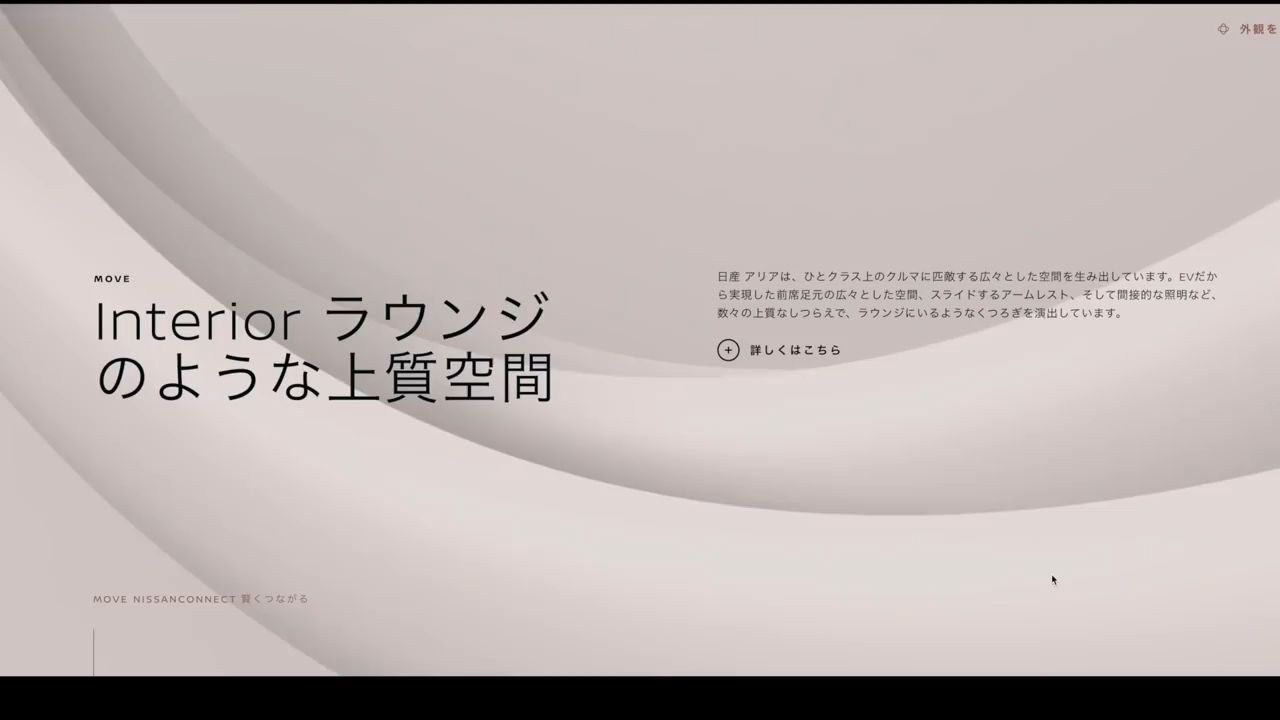 外観を
MOVE
Interior ラウンジ
のような上質空間
日産 アリアは、ひとクラス上のクルマに匹敵する広々とした空間を生み出しています。EVだか
ら実現した前席足元の広々とした空間、スライドするアームレスト、そして間接的な照明など、
数々の上質なしつらえで、ラウンジにいるようなくつろぎを演出しています。
詳しくはこちら
MOVE NISSANCONNECT 賢くつながる